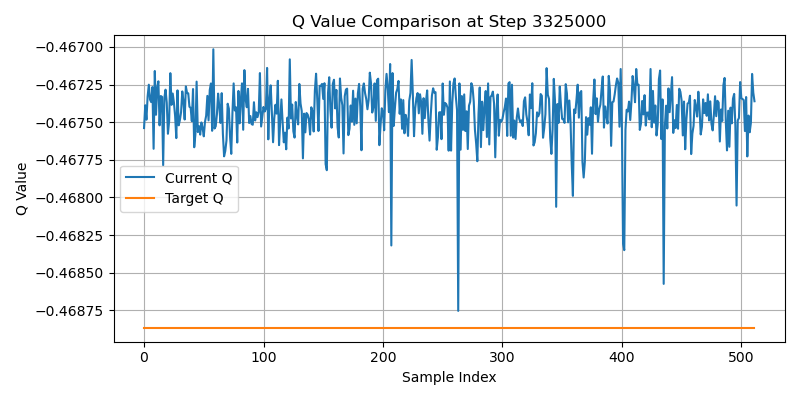 Q Value Comparison at Step 3325000
−0.46700
−0.46725
−0.46750
−0.46775
−0.46800
−0.46825
−0.46850
−0.46875
Q Value
Current Q
Target Q
0 100 200 300 400 500
Sample Index